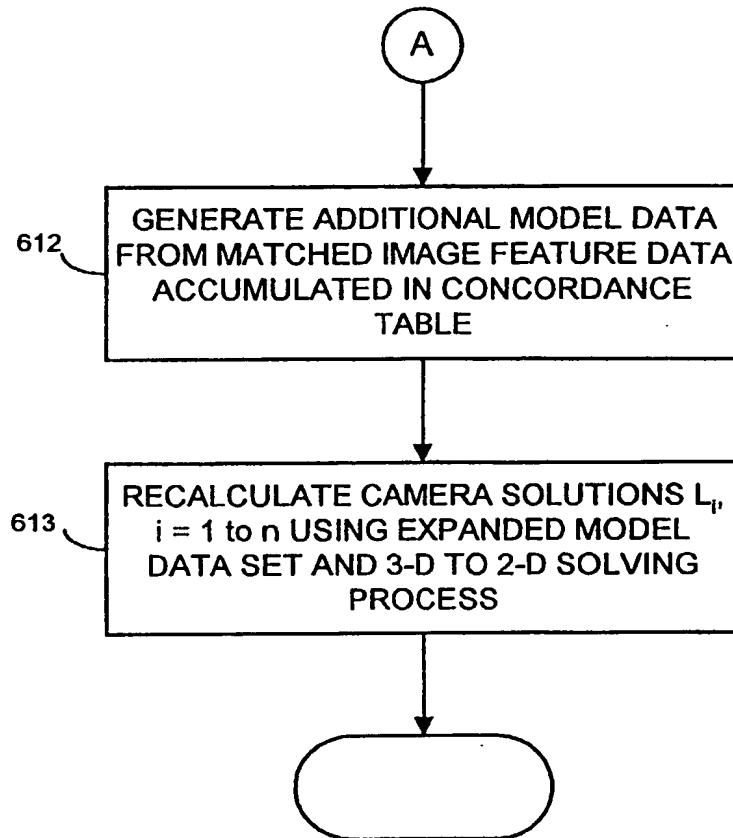 A
612
GENERATE ADDITIONAL MODEL DATA
FROM MATCHED IMAGE FEATURE DATA
ACCUMULATED IN CONCORDANCE
TABLE
613
RECALCULATE CAMERA SOLUTIONS Lᵢ,
i = 1 to n USING EXPANDED MODEL
DATA SET AND 3-D TO 2-D SOLVING
PROCESS